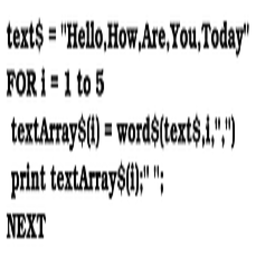 text$ = "Hello,How,Are,You,Today"
FOR i = 1 to 5
textArray$(i) = word$(text$,i,",")
print textArray$(i);" ";
NEXT